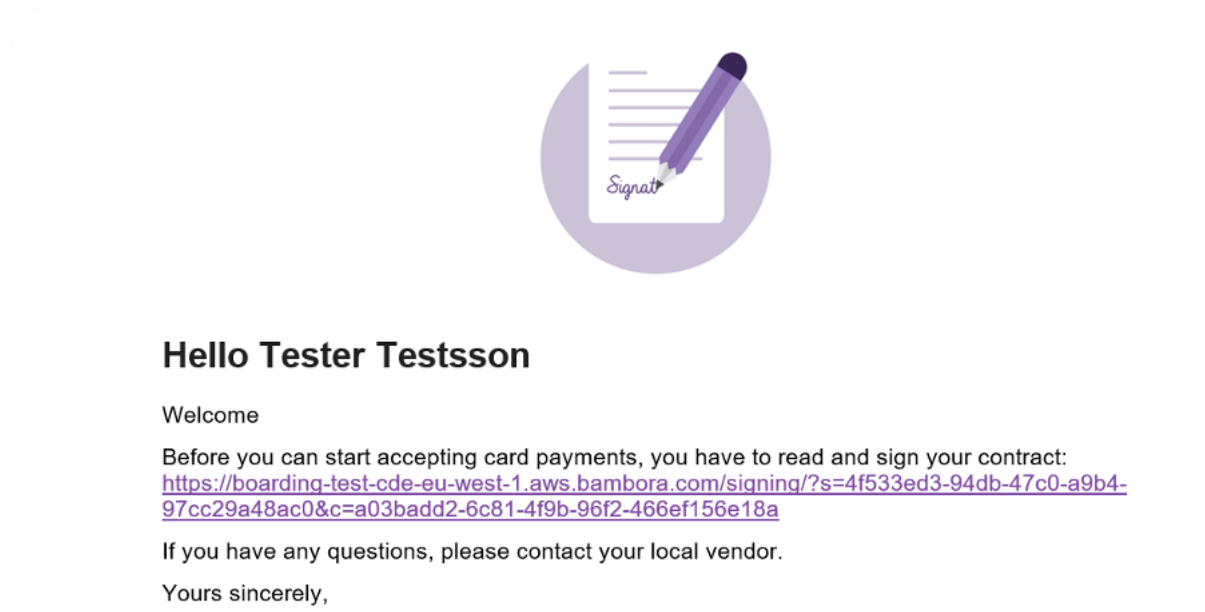 Signat
Hello Tester Testsson
Welcome
Before you can start accepting card payments, you have to read and sign your contract:
https://boarding-test-cde-eu-west-1.aws.bambora.com/signing/?s=4f533ed3-94db-47c0-a9b4-
97cc29a48ac0&c=a03badd2-6c81-4f9b-96f2-466ef156e18a
If you have any questions, please contact your local vendor.
Yours sincerely,